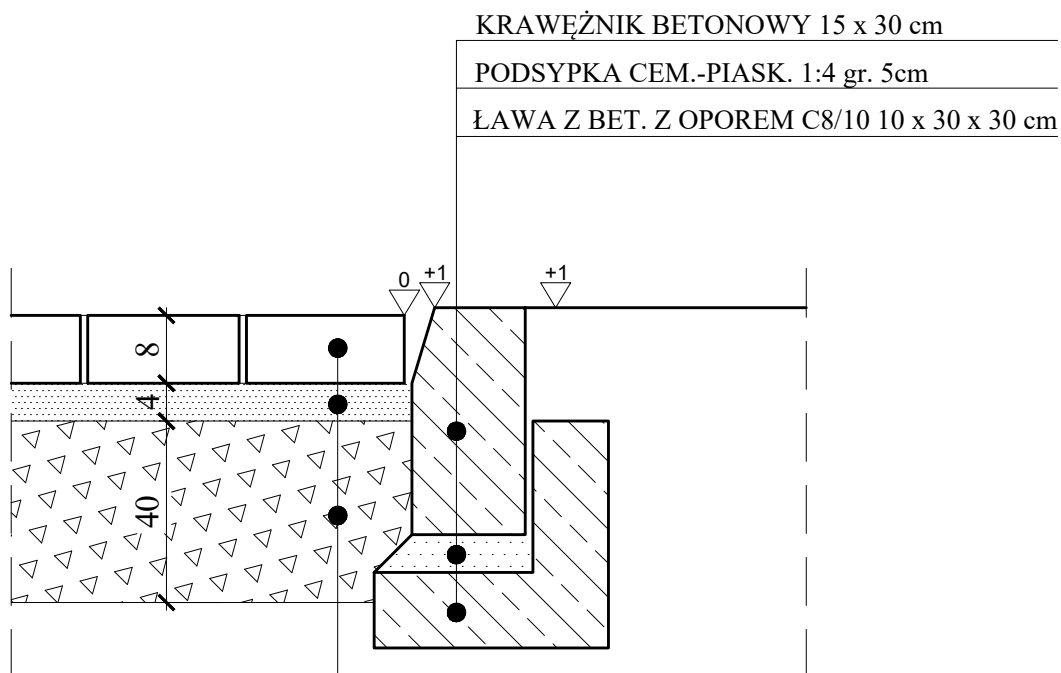 KRAWĘŻNIK BETONOWY 15 x 30 cm
PODSYPKA CEM.-PIASK. 1:4 gr. 5cm
ŁAWA Z BET. Z OPOREM C8/10 10 x 30 x 30 cm
0 +1 +1
8
4
40